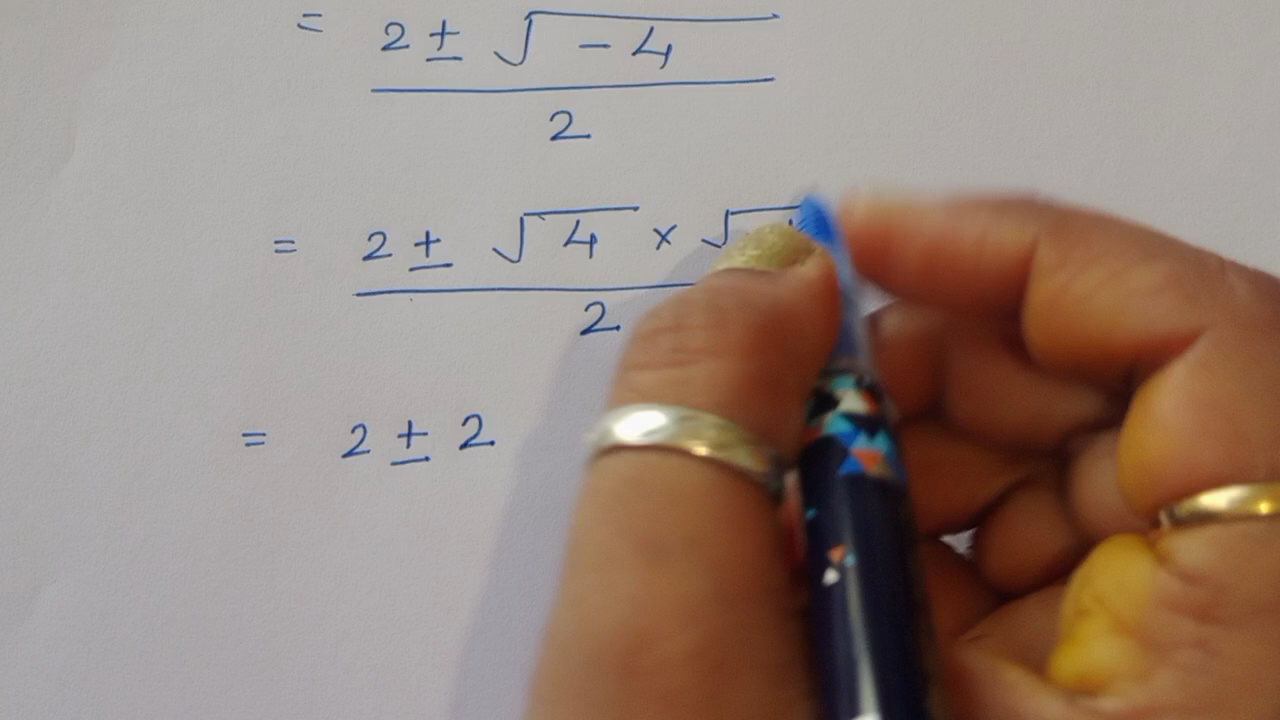 = 2 ± √-4
2
= 2 ± √4 × √
2
= 2 ± 2